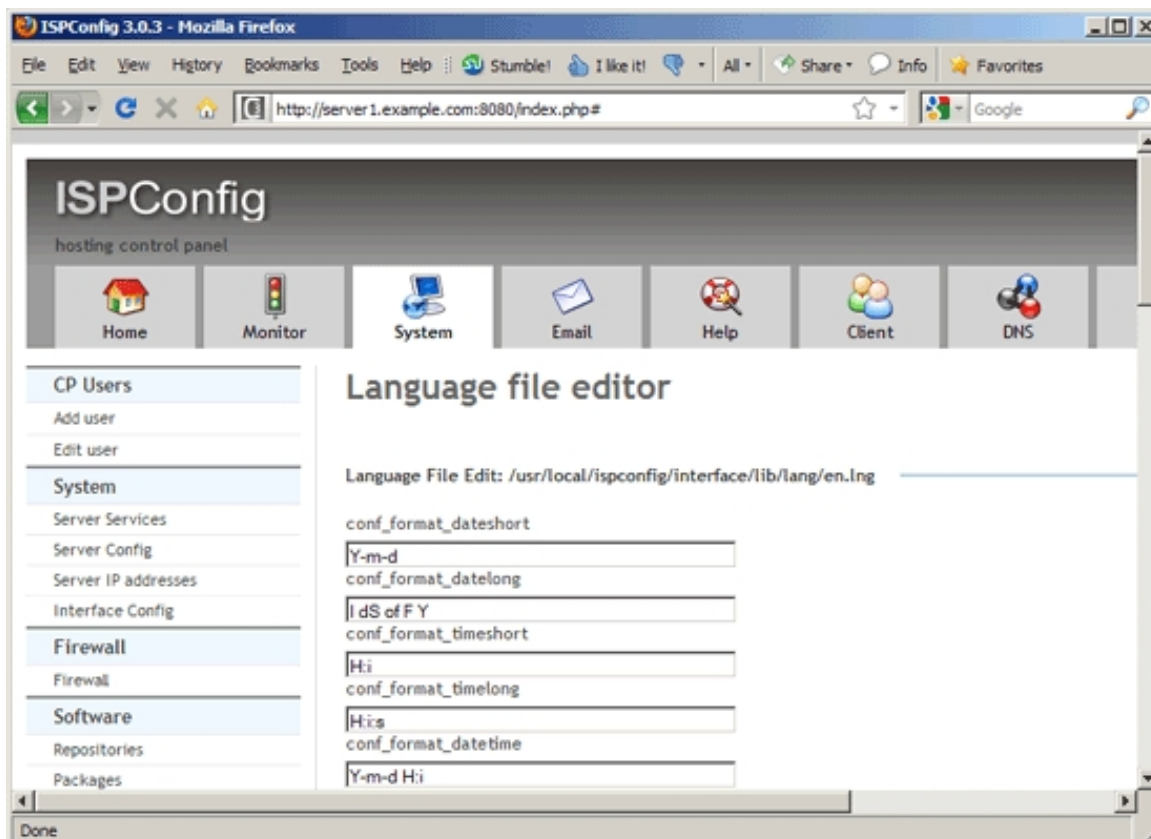 ISPConfig 3.0.3 - Mozilla Firefox
File Edit View History Bookmarks Tools Help Stumble! I like it! All Share Info Favorites
http://server1.example.com:8080/index.php# Google
ISPConfig
hosting control panel
Home Monitor System Email Help Client DNS
CP Users
Add user
Edit user
System
Server Services
Server Config
Server IP addresses
Interface Config
Firewall
Firewall
Software
Repositories
Packages
Language file editor
Language File Edit: /usr/local/ispconfig/interface/lib/lang/en.lng
conf_format_dateshort
Y-m-d
conf_format_datelong
l dS of F Y
conf_format_timeshort
H:i
conf_format_timelong
H:i:s
conf_format_datetime
Y-m-d H:i
Done